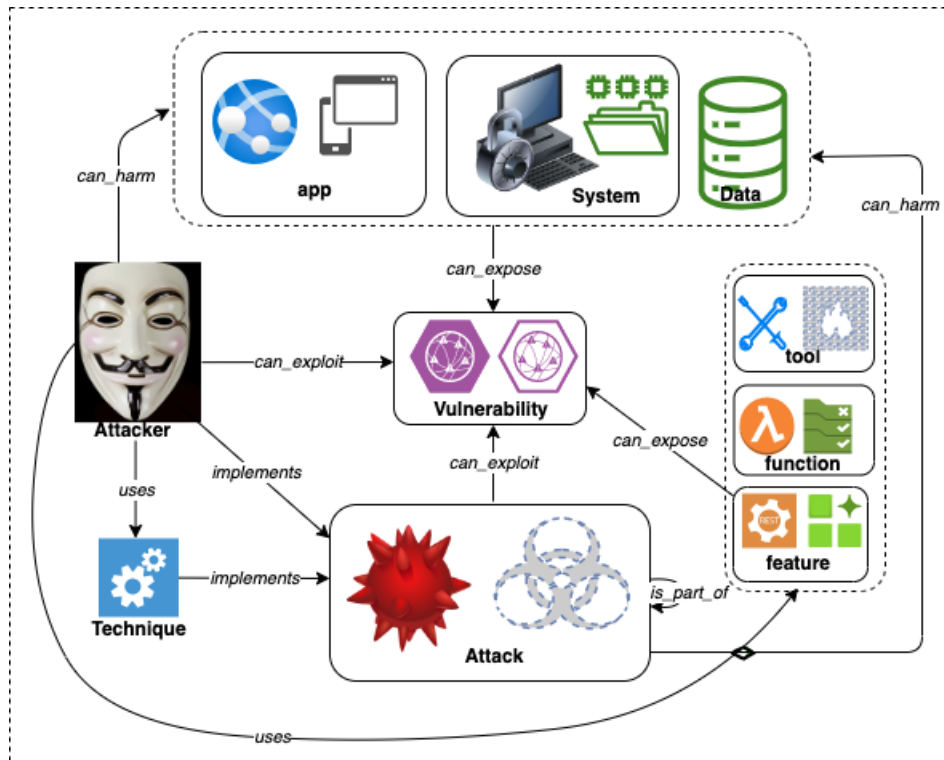 app
System
Data
can_harm
can_harm
can_expose
tool
can_exploit
Vulnerability
Attacker
can_expose
function
can_exploit
implements
uses
REST
feature
implements
is_part_of
Technique
Attack
uses